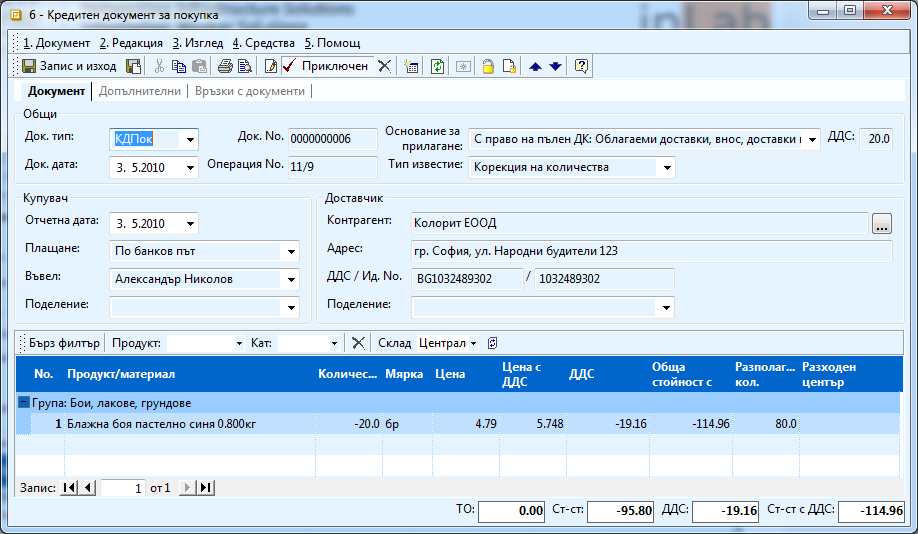 6 - Кредитен документ за покупка
1. Документ 2. Редакция 3. Изглед 4. Средства 5. Помощ
Запис и изход Приключен
Документ Допълнителни Връзки с документи
Общи
Док. тип: КДПок Док. No. 0000000006 Основание за прилагане: С право на пълен ДК: Облагаеми доставки, внос, доставки ДДС: 20.0
Док. дата: 3. 5.2010 Операция No. 11/9 Тип известие: Корекция на количества
Купувач Доставчик
Отчетна дата: 3. 5.2010 Контрагент: Колорит ЕООД ...
Плащане: По банков път Адрес: гр. София, ул. Народни будители 123
Въвел: Александър Николов ДДС / Ид. No. BG1032489302 / 1032489302
Поделение: Поделение:
Бърз филтър Продукт: Кат: Склад Централ
No. Продукт/материал Количес... Мярка Цена Цена с ДДС ДДС Обща стойност с Разполаг... кол. Разходен център
Група: Бои, лакове, грундове
1 Блажна боя пастелно синя 0.800кг -20.0 бр 4.79 5.748 -19.16 -114.96 80.0
Запис: 1 от 1
ТО: 0.00 Ст-ст: -95.80 ДДС: -19.16 Ст-ст с ДДС: -114.96